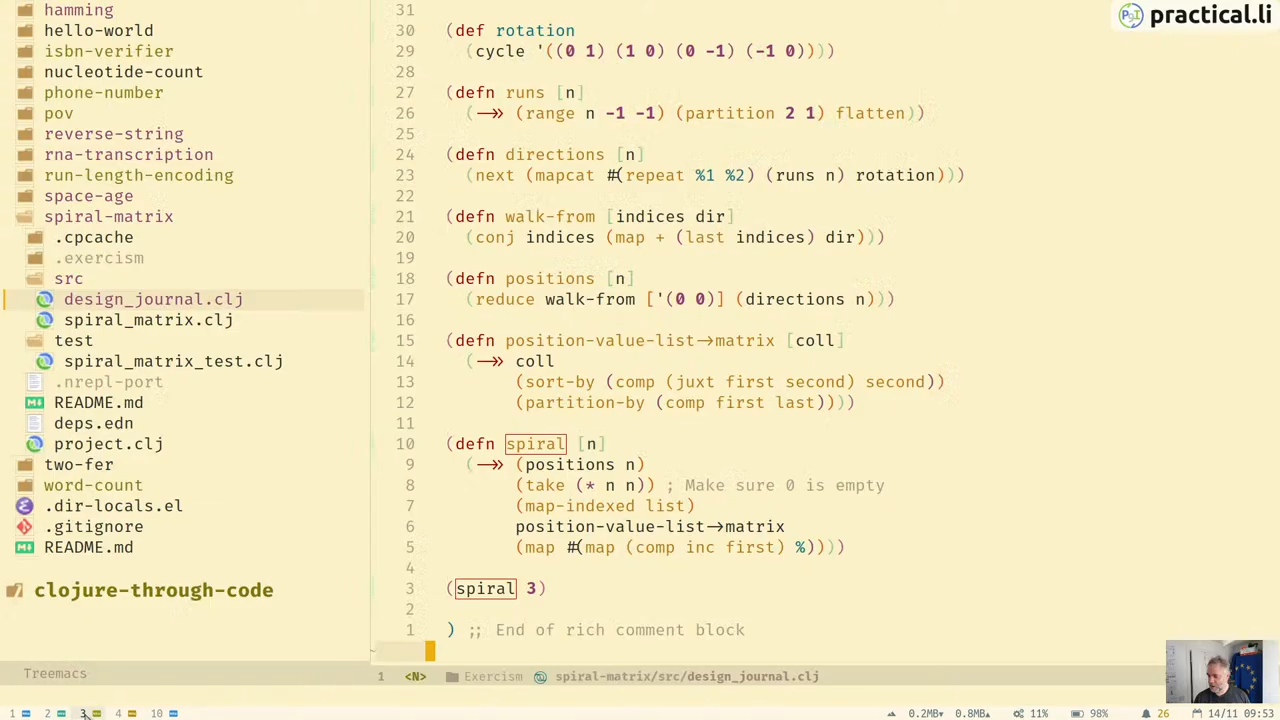 hamming
hello-world
isbn-verifier
nucleotide-count
phone-number
pov
reverse-string
rna-transcription
run-length-encoding
space-age
spiral-matrix
.cpcache
.exercism
src
design_journal.clj
spiral_matrix.clj
test
spiral_matrix_test.clj
.nrepl-port
README.md
deps.edn
project.clj
two-fer
word-count
.dir-locals.el
.gitignore
README.md
clojure-through-code
Treemacs
31
30 (def rotation
29 (cycle '((0 1) (1 0) (0 -1) (-1 0))))
28
27 (defn runs [n]
26 (->> (range n -1 -1) (partition 2 1) flatten))
25
24 (defn directions [n]
23 (next (mapcat #(repeat %1 %2) (runs n) rotation)))
22
21 (defn walk-from [indices dir]
20 (conj indices (map + (last indices) dir)))
19
18 (defn positions [n]
17 (reduce walk-from ['(0 0)] (directions n)))
16
15 (defn position-value-list->matrix [coll]
14 (->> coll
13 (sort-by (comp (juxt first second) second))
12 (partition-by (comp first last))))
11
10 (defn spiral [n]
9 (->> (positions n)
8 (take (* n n)) ; Make sure 0 is empty
7 (map-indexed list)
6 position-value-list->matrix
5 (map #(map (comp inc first) %))))
4
3 (spiral 3)
2
1 ) ;; End of rich comment block
1 <N> Exercism spiral-matrix/src/design_journal.clj
practical.li
1 2 3 4 10 0.2MB▾ 0.8MB▴ 11% 98% 26 14/11 09:53